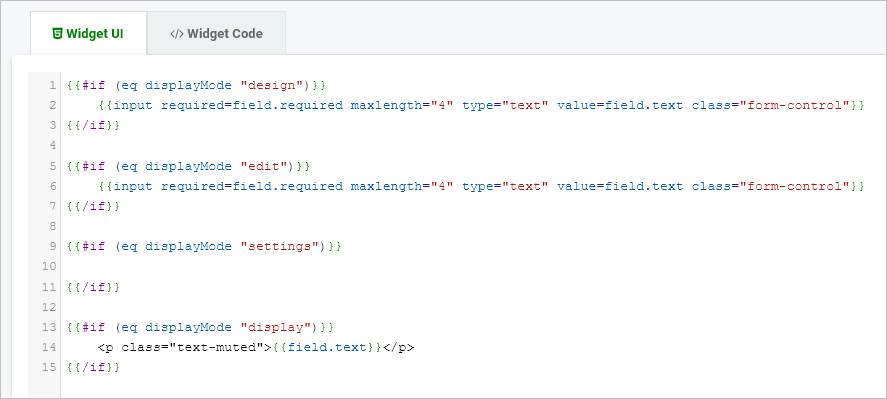 Widget UI
</> Widget Code
1 {{#if (eq displayMode "design")}}
2     {{input required=field.required maxlength="4" type="text" value=field.text class="form-control"}}
3 {{/if}}
4
5 {{#if (eq displayMode "edit")}}
6     {{input required=field.required maxlength="4" type="text" value=field.text class="form-control"}}
7 {{/if}}
8
9 {{#if (eq displayMode "settings")}}
10
11 {{/if}}
12
13 {{#if (eq displayMode "display")}}
14     <p class="text-muted">{{field.text}}</p>
15 {{/if}}